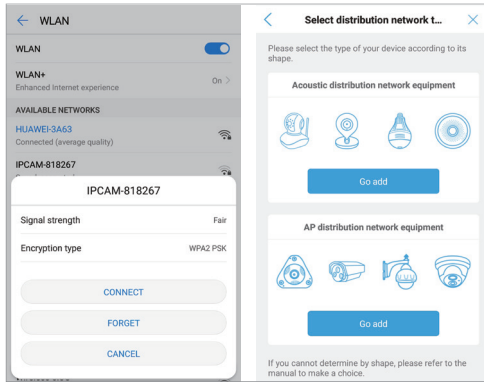 WLAN
WLAN
WLAN+
Enhanced Internet experience
On
AVAILABLE NETWORKS
HUAWEI-3A63
Connected (average quality)
IPCAM-818267
IPCAM-818267
Signal strength
Fair
Encryption type
WPA2 PSK
CONNECT
FORGET
CANCEL
Select distribution network t...
Please select the type of your device according to its
shape.
Acoustic distribution network equipment
Go add
AP distribution network equipment
Go add
If you cannot determine by shape, please refer to the
manual to make a choice.